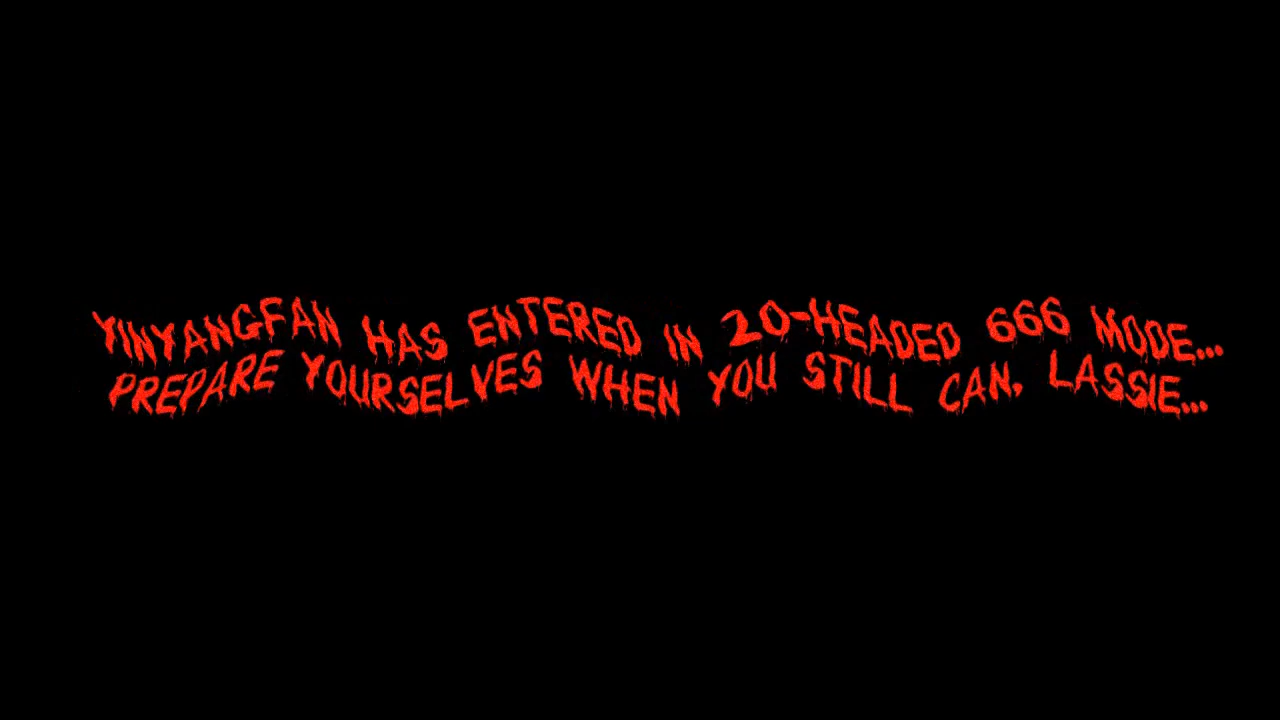 YINYANGFAN HAS ENTERED IN 20-HEADED 666 MODE...
PREPARE YOURSELVES WHEN YOU STILL CAN, LASSIE...